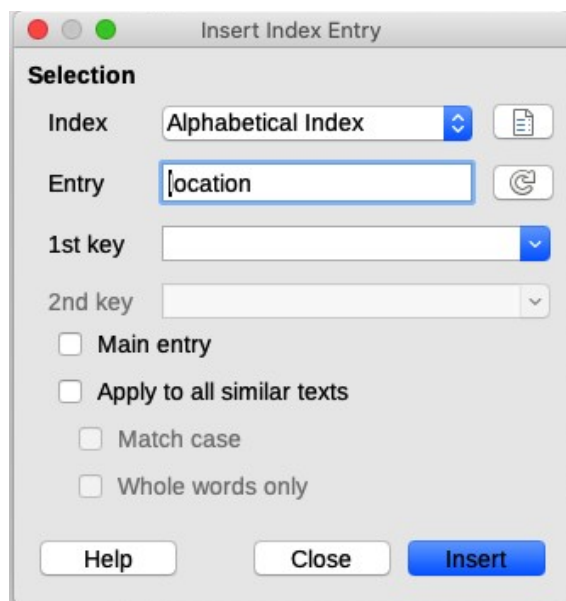 Insert Index Entry
Selection
Index Alphabetical Index
Entry location
1st key
2nd key
Main entry
Apply to all similar texts
Match case
Whole words only
Help Close Insert